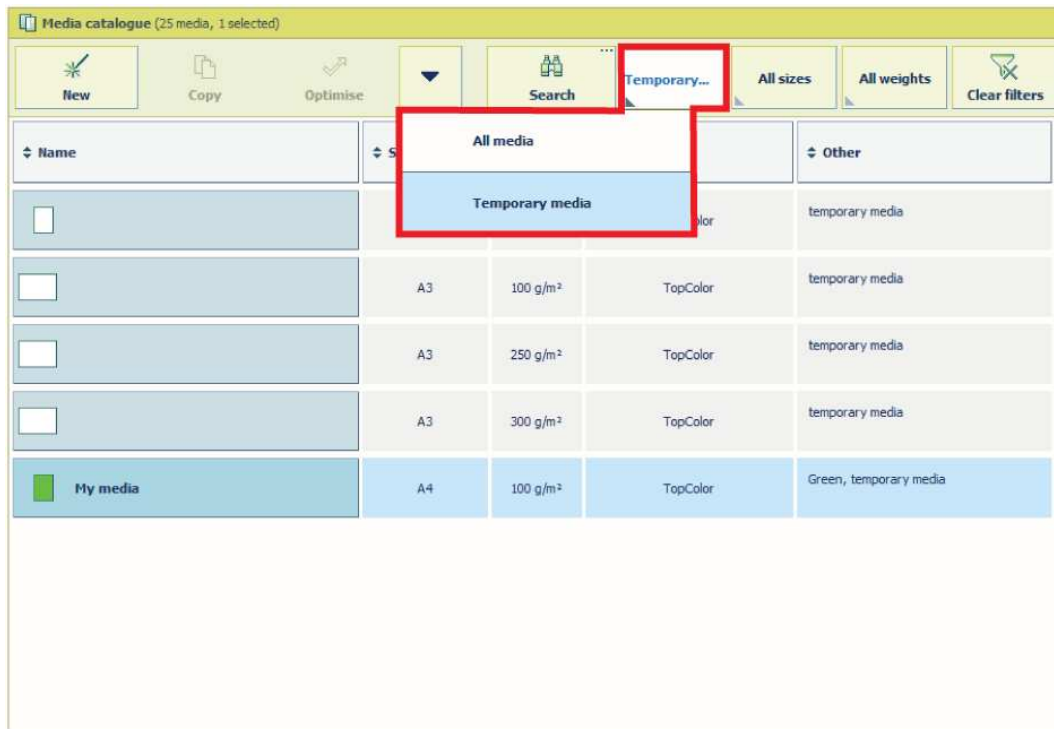 Media catalogue (25 media, 1 selected)
New
Copy
Optimise
Search
Temporary...
All sizes
All weights
Clear filters
All media
Temporary media
Name
S
Other
lor
temporary media
A3 100 g/m² TopColor temporary media
A3 250 g/m² TopColor temporary media
A3 300 g/m² TopColor temporary media
My media A4 100 g/m² TopColor Green, temporary media